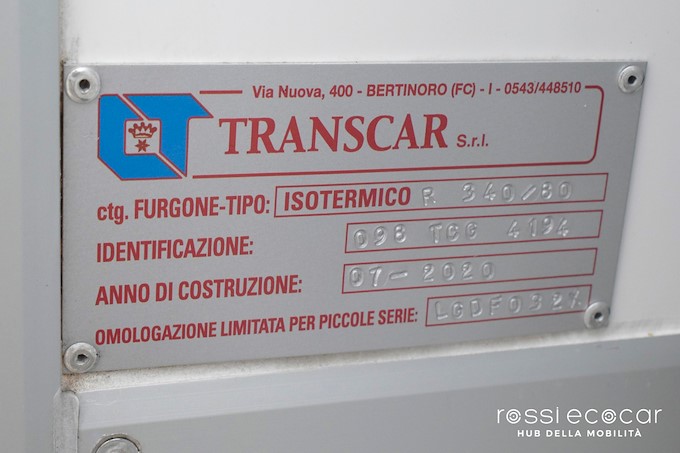 Via Nuova, 400 - BERTINORO (FC) - I - 0543/448510
TRANSCAR S.r.l.
ctg. FURGONE-TIPO: ISOTERMICO R 340/80
IDENTIFICAZIONE: 098 TCG 4194
ANNO DI COSTRUZIONE: 07-2020
OMOLOGAZIONE LIMITATA PER PICCOLE SERIE: LGDF032X
rossi ecocar
HUB DELLA MOBILITÀ